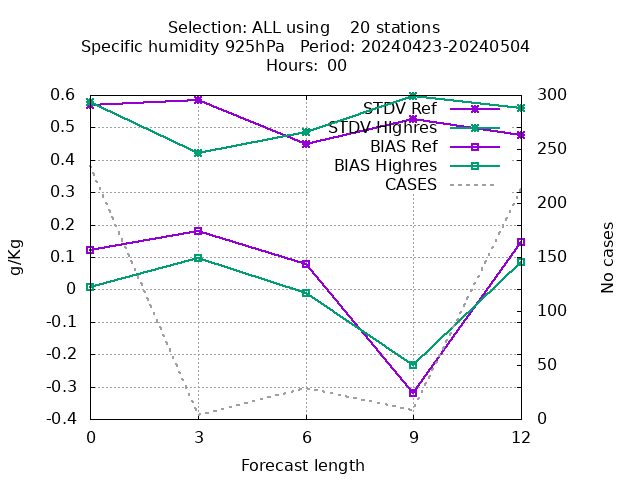 Selection: ALL using    20 stations
Specific humidity 925hPa   Period: 20240423-20240504
Hours:  00
0.6
0.5
0.4
0.3
0.2
0.1
0
-0.1
-0.2
-0.3
-0.4
300
250
200
150
100
50
0
0 3 6 9 12
g/Kg
No cases
Forecast length
STDV Ref
STDV Highres
BIAS Ref
BIAS Highres
CASES